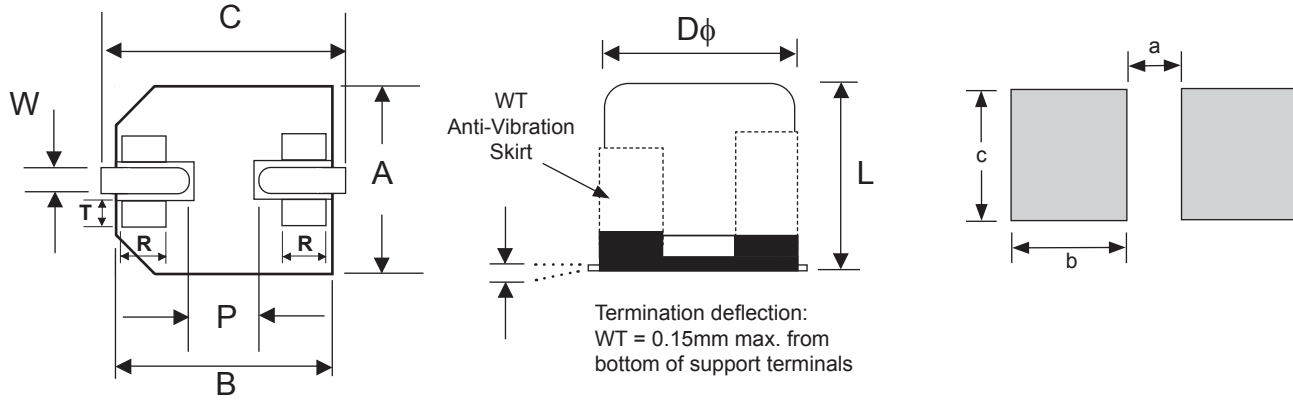 C
W
A
T
R
R
P
B
Dϕ
WT
Anti-Vibration
Skirt
L
Termination deflection:
WT = 0.15mm max. from
bottom of support terminals
a
c
b